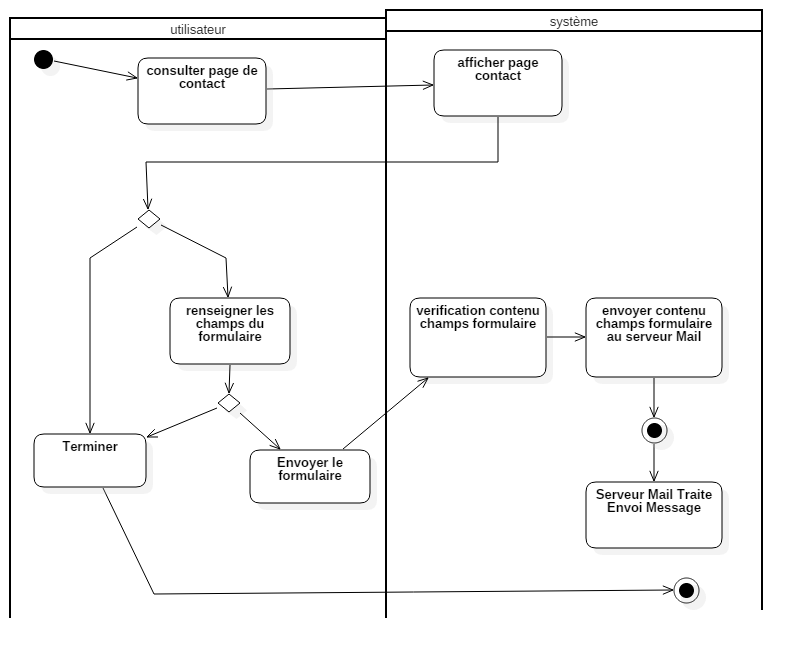 utilisateur
système
consulter page de
contact
afficher page
contact
renseigner les
champs du
formulaire
verification contenu
champs formulaire
envoyer contenu
champs formulaire
au serveur Mail
Terminer
Envoyer le
formulaire
Serveur Mail Traite
Envoi Message